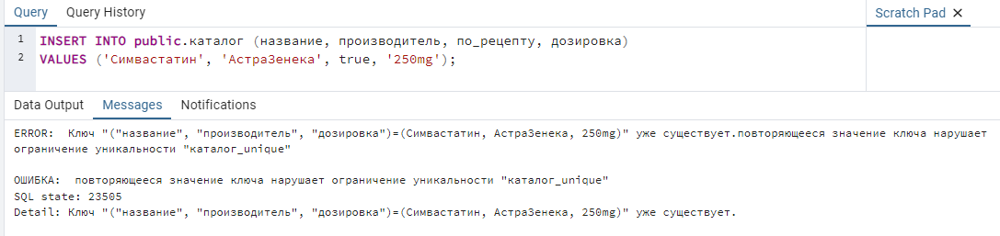 Query Query History Scratch Pad ✕
1 INSERT INTO public.каталог (название, производитель, по_рецепту, дозировка)
2 VALUES ('Симвастатин', 'АстраЗенека', true, '250mg');
Data Output Messages Notifications
ERROR:  Ключ "("название", "производитель", "дозировка")=(Симвастатин, АстраЗенека, 250mg)" уже существует.повторяющееся значение ключа нарушает
ограничение уникальности "каталог_unique"
ОШИБКА:  повторяющееся значение ключа нарушает ограничение уникальности "каталог_unique"
SQL state: 23505
Detail: Ключ "("название", "производитель", "дозировка")=(Симвастатин, АстраЗенека, 250mg)" уже существует.